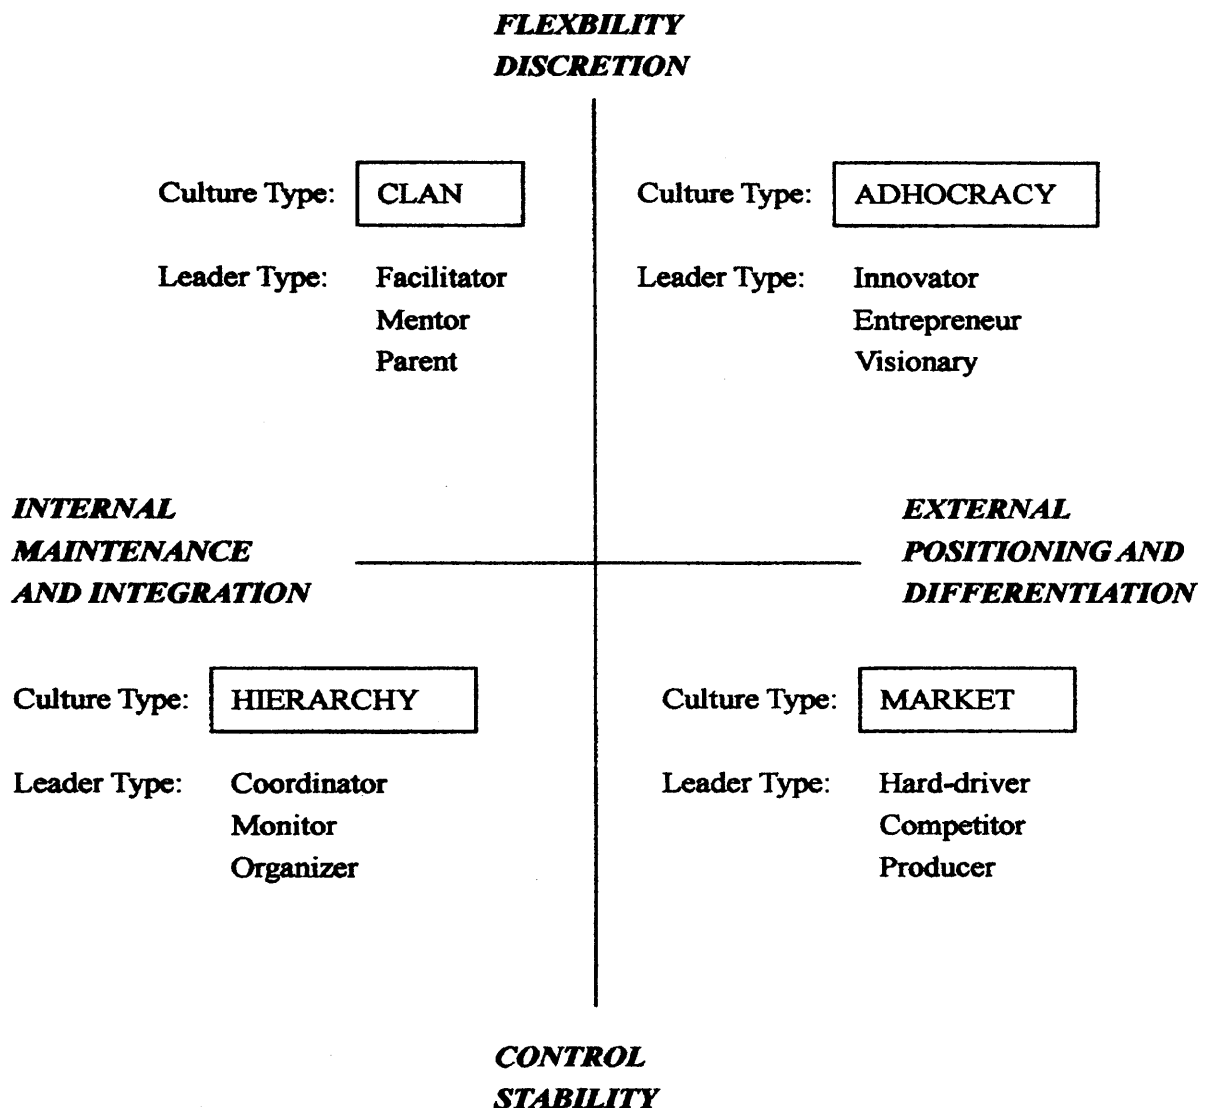 FLEXBILITY
DISCRETION
Culture Type: CLAN
Leader Type: Facilitator
Mentor
Parent
Culture Type: ADHOCRACY
Leader Type: Innovator
Entrepreneur
Visionary
INTERNAL
MAINTENANCE
AND INTEGRATION
EXTERNAL
POSITIONING AND
DIFFERENTIATION
Culture Type: HIERARCHY
Leader Type: Coordinator
Monitor
Organizer
Culture Type: MARKET
Leader Type: Hard-driver
Competitor
Producer
CONTROL
STABILITY